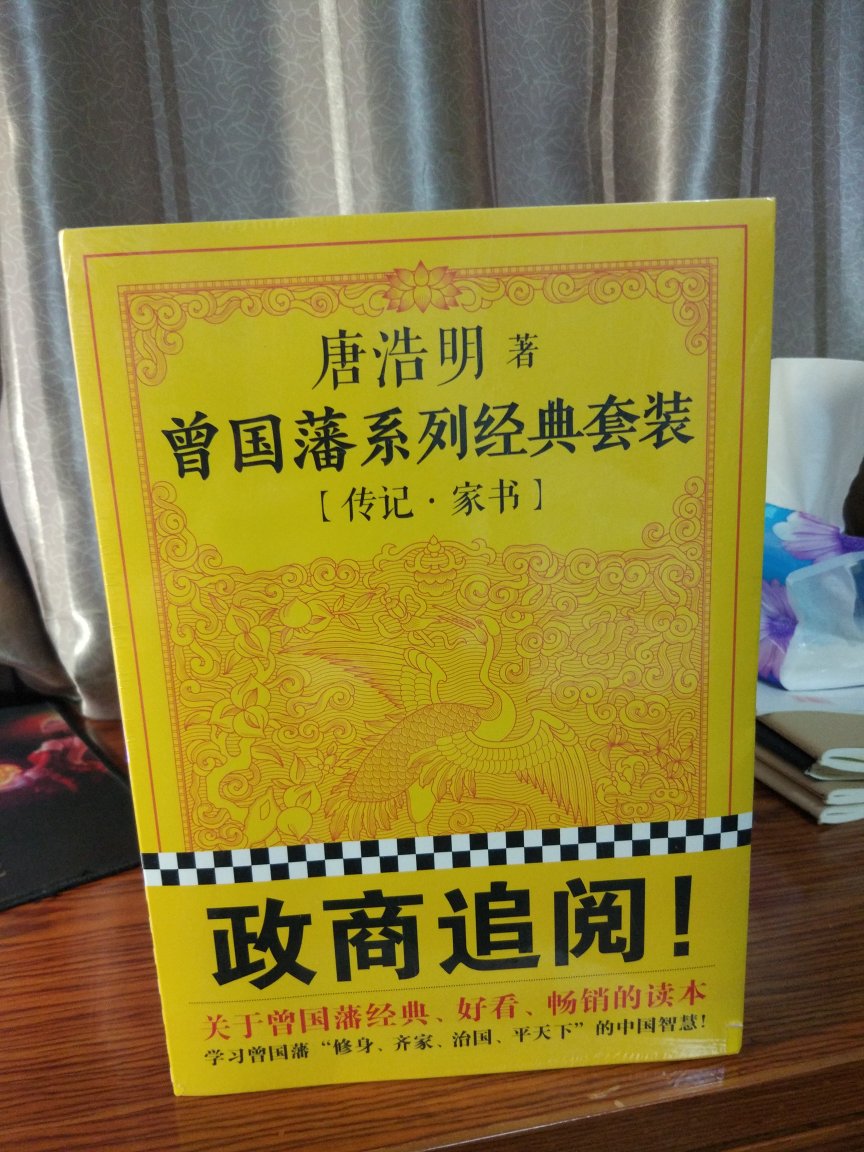 唐浩明 著
曾国藩系列经典套装
【传记·家书】
政商追阅！
关于曾国藩经典、好看、畅销的读本
学习曾国藩“修身、齐家、治国、平天下”的中国智慧！